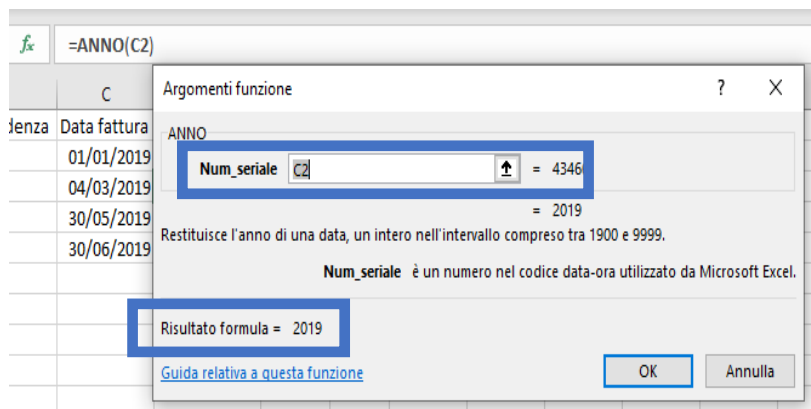 fx =ANNO(C2)
C
denza Data fattura
01/01/2019
04/03/2019
30/05/2019
30/06/2019
Argomenti funzione ? X
ANNO
Num_seriale C2 = 4346
= 2019
Restituisce l'anno di una data, un intero nell'intervallo compreso tra 1900 e 9999.
Num_seriale è un numero nel codice data-ora utilizzato da Microsoft Excel.
Risultato formula = 2019
Guida relativa a questa funzione
OK
Annulla